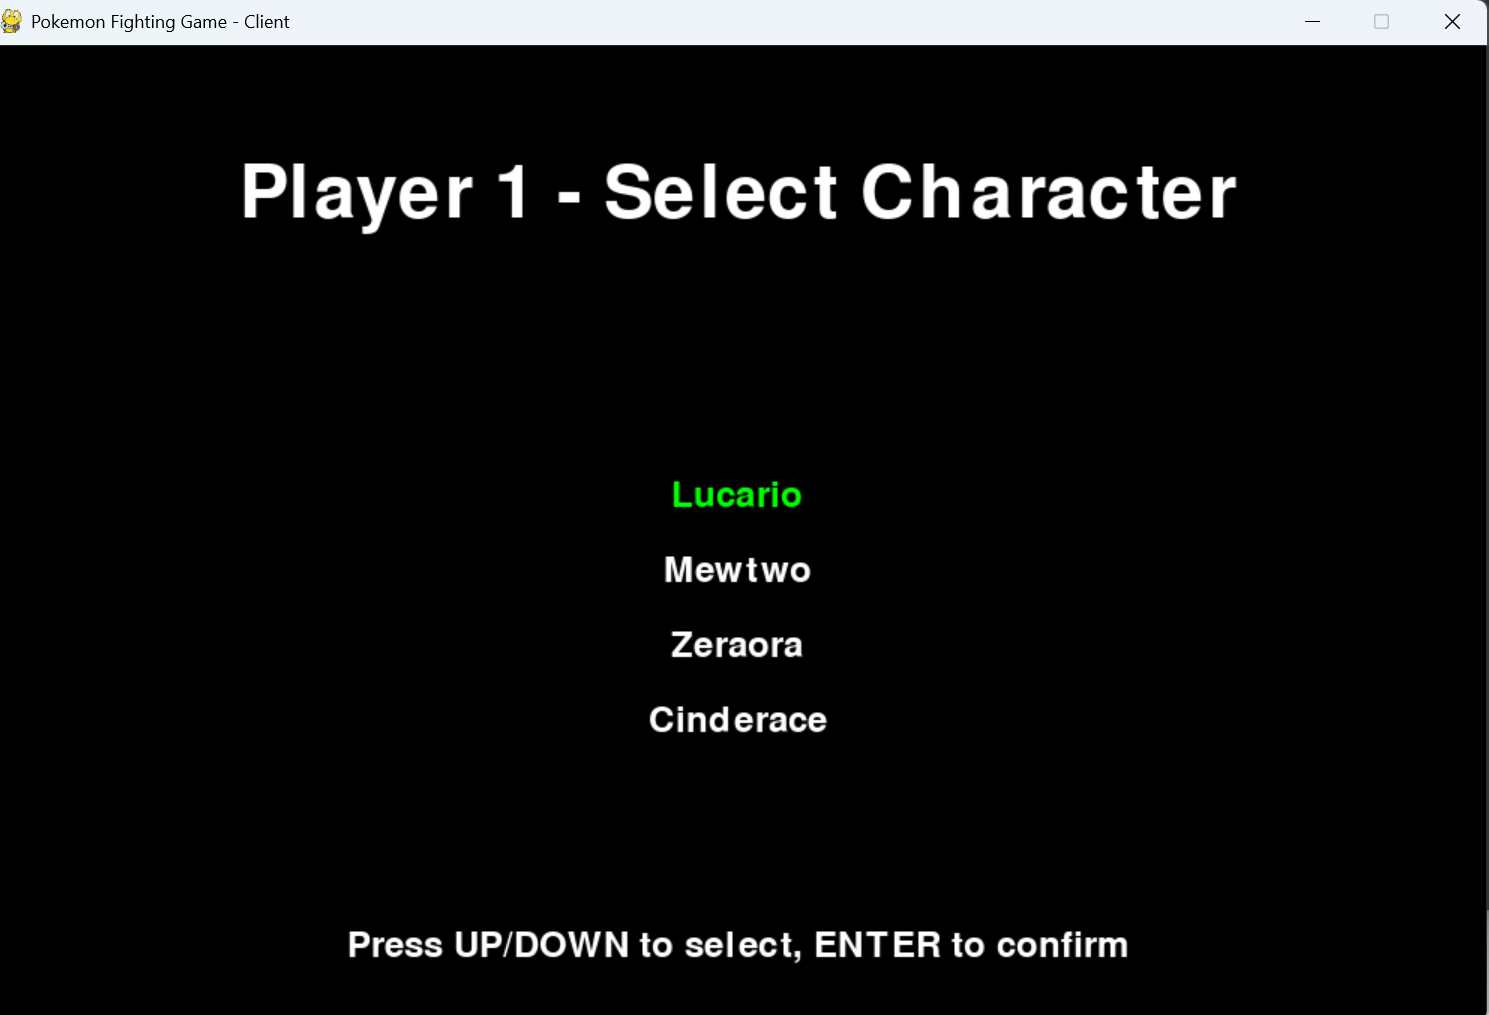 Pokemon Fighting Game - Client
Player 1 - Select Character
Lucario
Mewtwo
Zeraora
Cinderace
Press UP/DOWN to select, ENTER to confirm